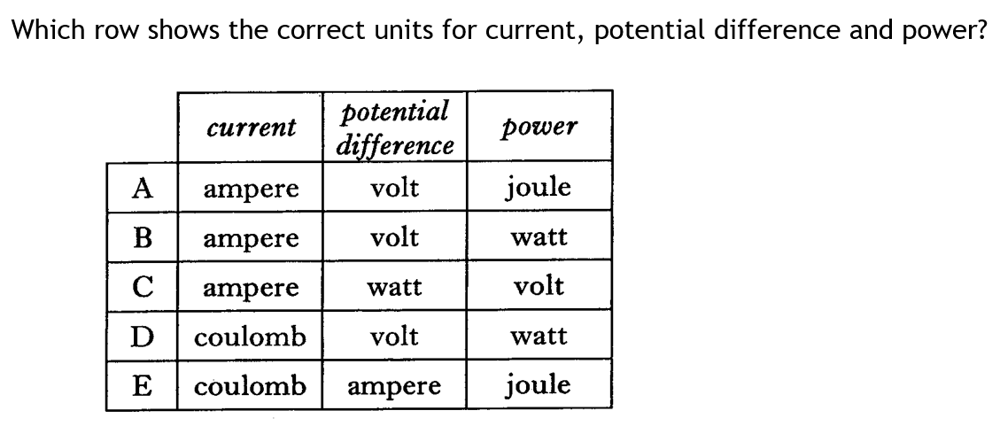 Which row shows the correct units for current, potential difference and power?
current potential difference power
A ampere volt joule
B ampere volt watt
C ampere watt volt
D coulomb volt watt
E coulomb ampere joule